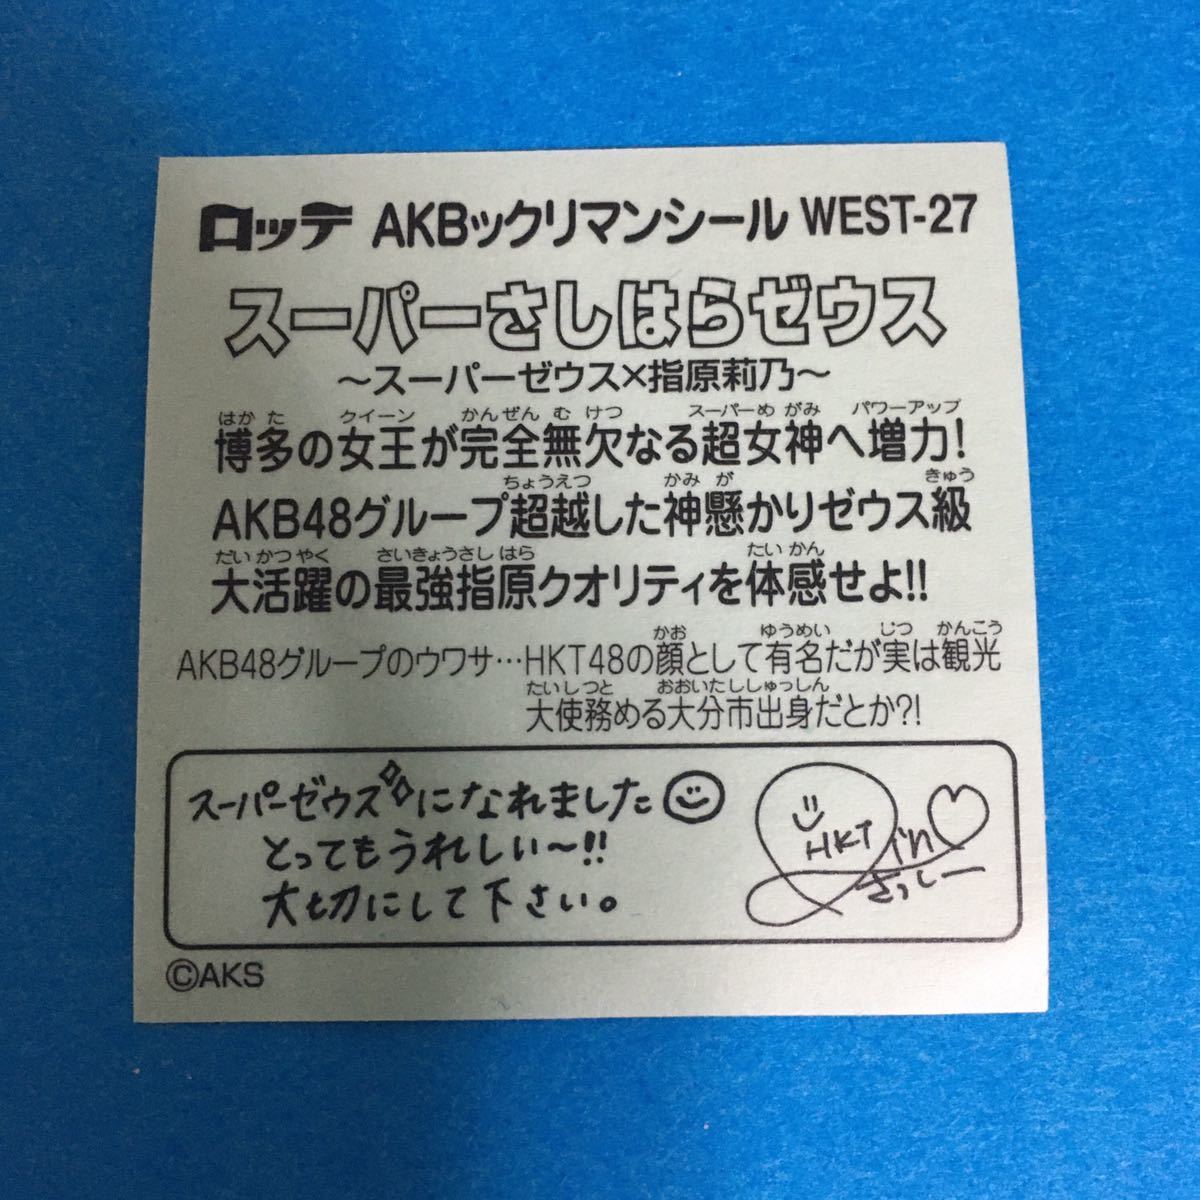 ロッテ AKBックリマンシール WEST-27
スーパーさしはらゼウス
～スーパーゼウス×指原莉乃～
はかた クイーン かんぜんむけつ スーパーめがみ パワーアップ
博多の女王が完全無欠なる超女神へ増力!
ちょうえつ かみが きゅう
AKB48グループ超越した神懸かりゼウス級
だいかつやく さいきょうさしはら たいかん
大活躍の最強指原クオリティを体感せよ!!
かお ゆうめい じつ かんこう
AKB48グループのウワサ…HKT48の顔として有名だが実は観光
たいしつと おおいたししゅっしん
大使務める大分市出身だとか?!
スーパーゼウスになれました
とってもうれしい～!!
大切にして下さい。
HKT in
さっしー
©AKS